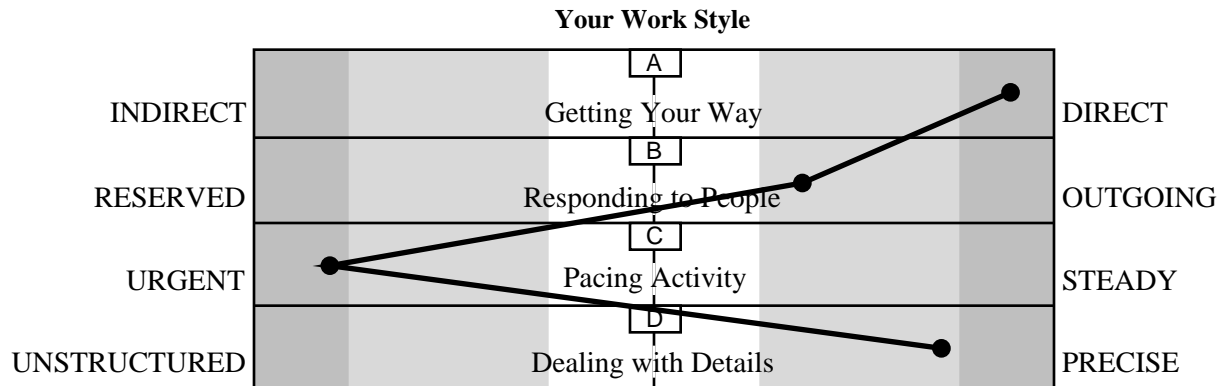 Your Work Style
A
INDIRECT Getting Your Way DIRECT
B
RESERVED Responding to People OUTGOING
C
URGENT Pacing Activity STEADY
D
UNSTRUCTURED Dealing with Details PRECISE